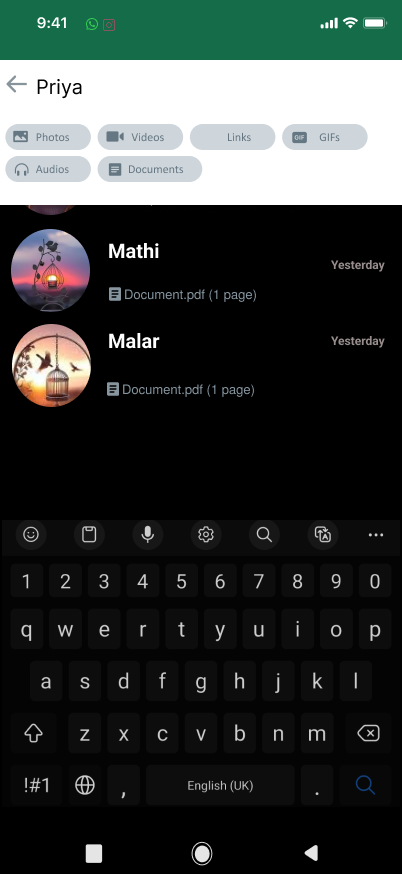 9:41
Priya
Photos Videos Links GIF GIFs
Audios Documents
Mathi
Yesterday
Document.pdf (1 page)
Malar
Yesterday
Document.pdf (1 page)
1 2 3 4 5 6 7 8 9 0
q w e r t y u i o p
a s d f g h j k l
z x c v b n m
!#1 , English (UK) .